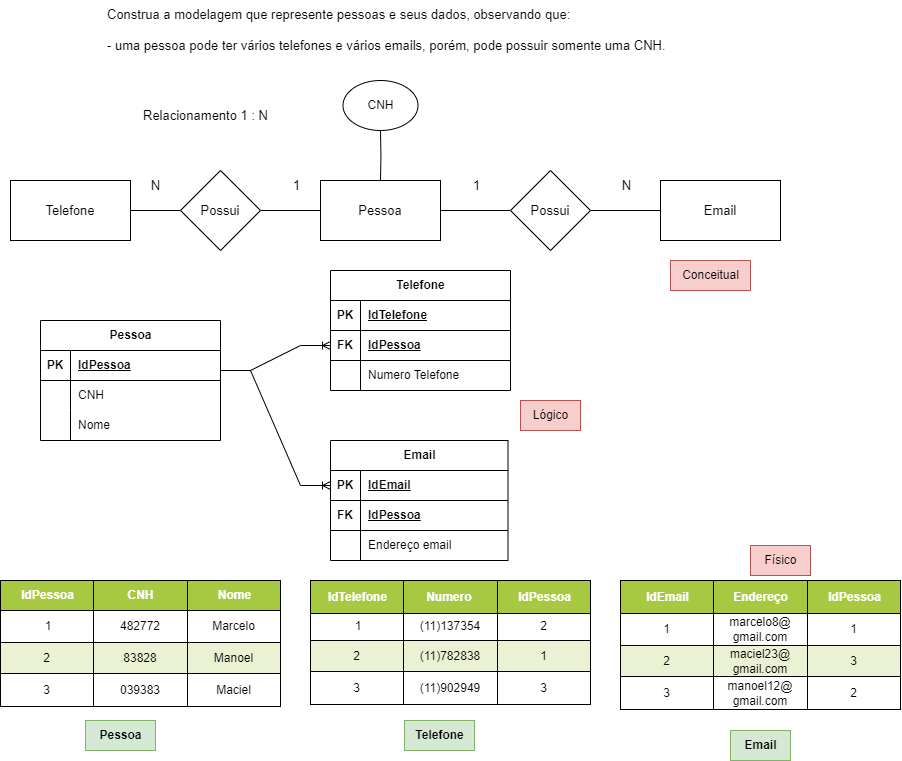 Construa a modelagem que represente pessoas e seus dados, observando que:
- uma pessoa pode ter vários telefones e vários emails, porém, pode possuir somente uma CNH.
CNH
Relacionamento 1 : N
N
1
1
N
Telefone
Possui
Pessoa
Possui
Email
Conceitual
Telefone
PK IdTelefone
FK IdPessoa
Numero Telefone
Pessoa
PK IdPessoa
CNH
Nome
Lógico
Email
PK IdEmail
FK IdPessoa
Endereço email
Físico
IdPessoa CNH Nome
1 482772 Marcelo
2 83828 Manoel
3 039383 Maciel
Pessoa
IdTelefone Numero IdPessoa
1 (11)137354 2
2 (11)782838 1
3 (11)902949 3
Telefone
IdEmail Endereço IdPessoa
1 marcelo8@ 1
gmail.com
2 maciel23@ 3
gmail.com
3 manoel12@ 2
gmail.com
Email